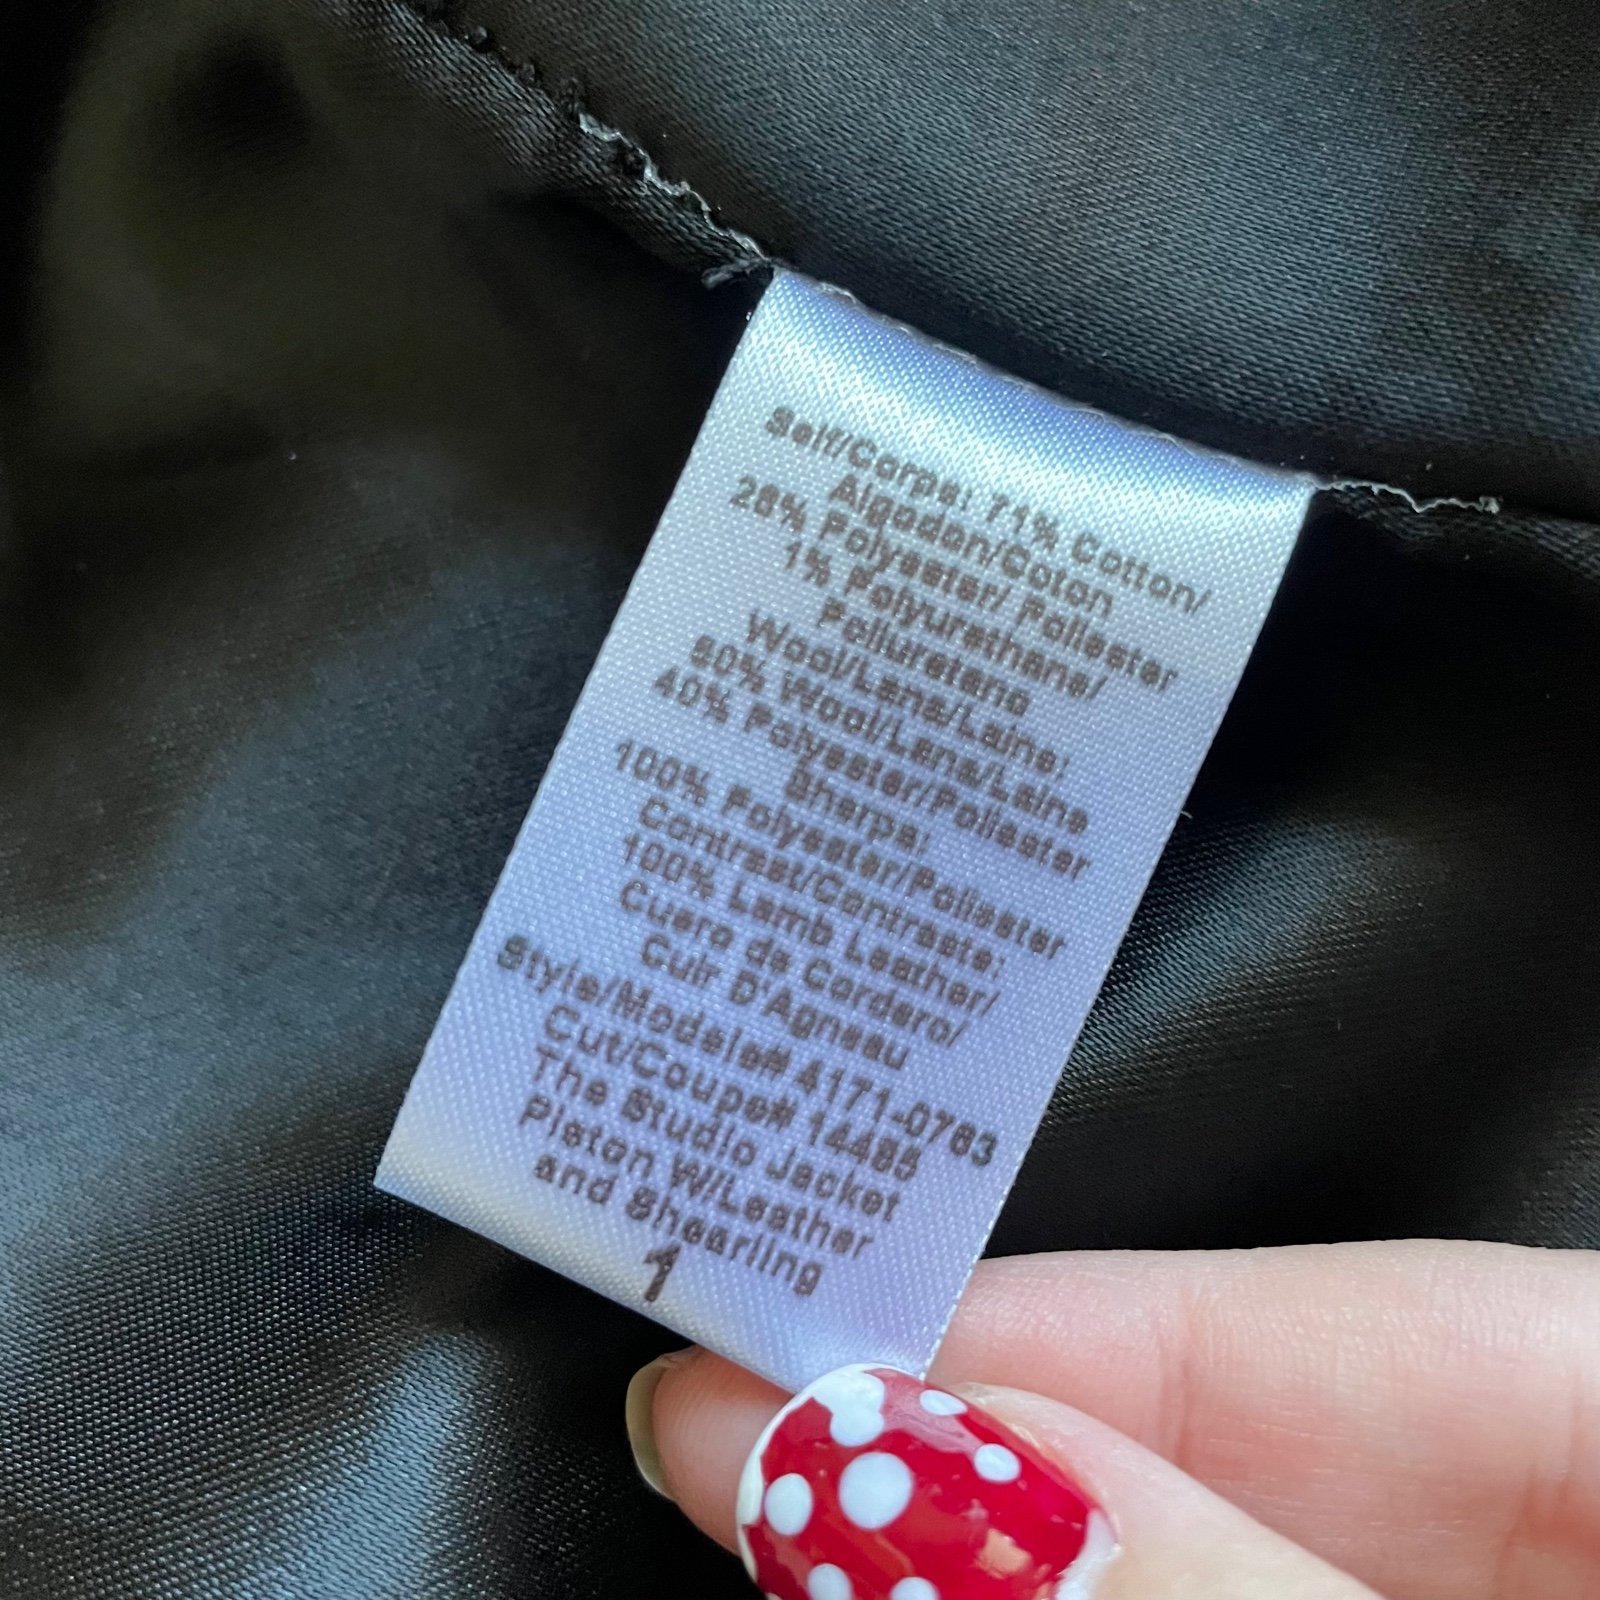 Self/Corps: 71% Cotton/
Algodon/Coton
28% Polyester/ Poliester
1% Polyurethane/
Poliuretano
Wool/Lana/Laine:
60% Wool/Lana/Laine
40% Polyester/Poliester
Sherpa:
100% Polyester/Poliester
Contrast/Contraste:
100% Lamb Leather/
Cuero de Cordero/
Cuir D'Agneau
Style/Modele# 4171-0763
Cut/Coupe# 14485
The Studio Jacket
Piston W/Leather
and Shearling
1